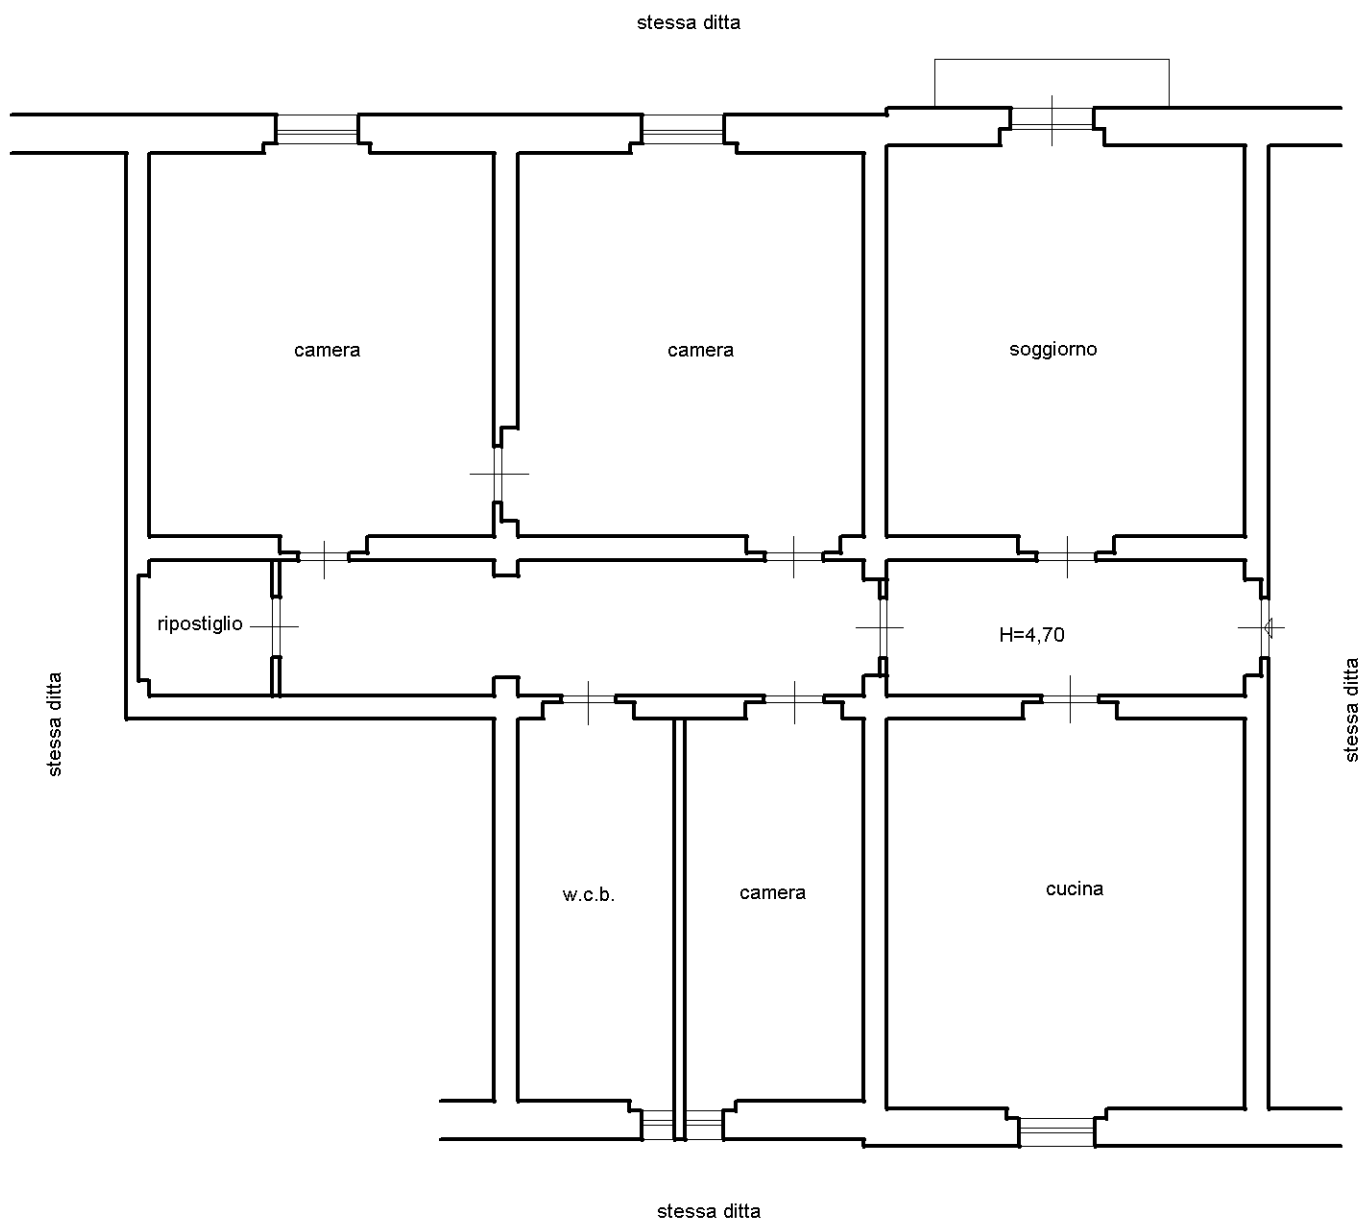 stessa ditta
camera
camera
soggiorno
ripostiglio
H=4,70
stessa ditta
stessa ditta
w.c.b.
camera
cucina
stessa ditta